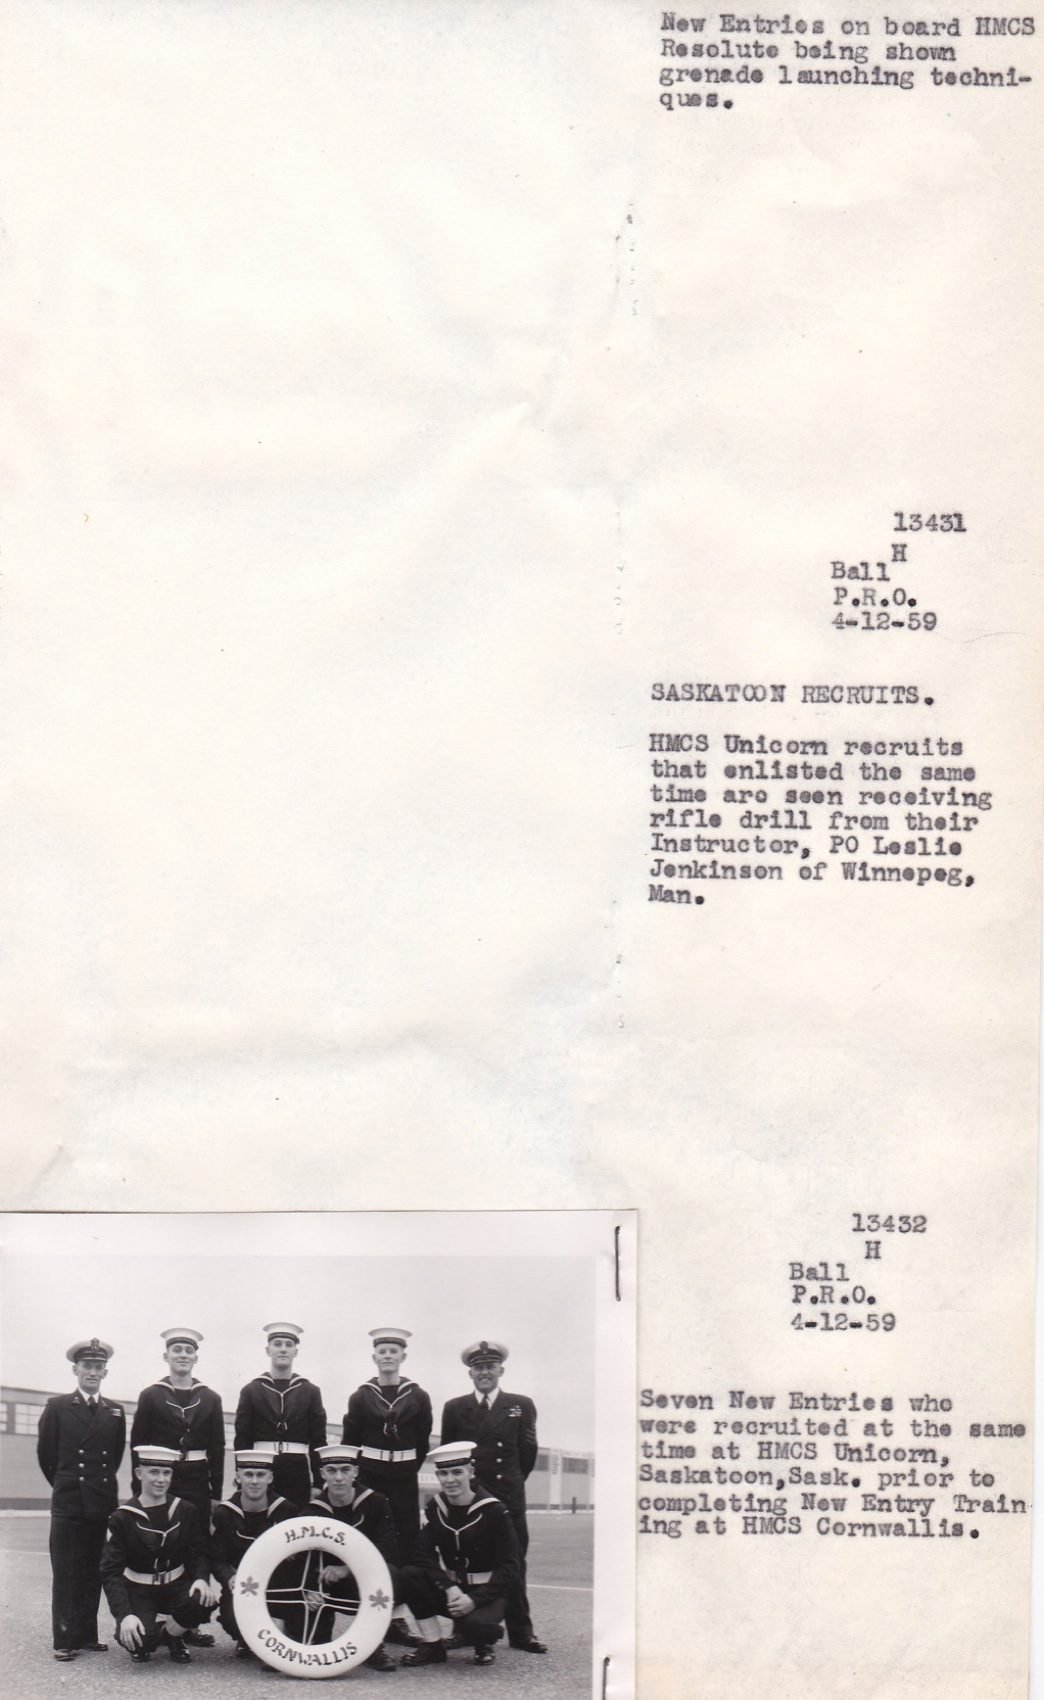 New Entries on board HMCS
Resolute being shown
grenade launching techni-
ques.
13431
H
Ball
P.R.O.
4-12-59
SASKATOON RECRUITS.
HMCS Unicorn recruits
that enlisted the same
time are seen receiving
rifle drill from their
Instructor, PO Leslie
Jenkinson of Winnepeg,
Man.
13432
H
Ball
P.R.O.
4-12-59
Seven New Entries who
were recruited at the same
time at HMCS Unicorn,
Saskatoon,Sask. prior to
completing New Entry Train
ing at HMCS Cornwallis.
H.M.C.S.
CORNWALLIS